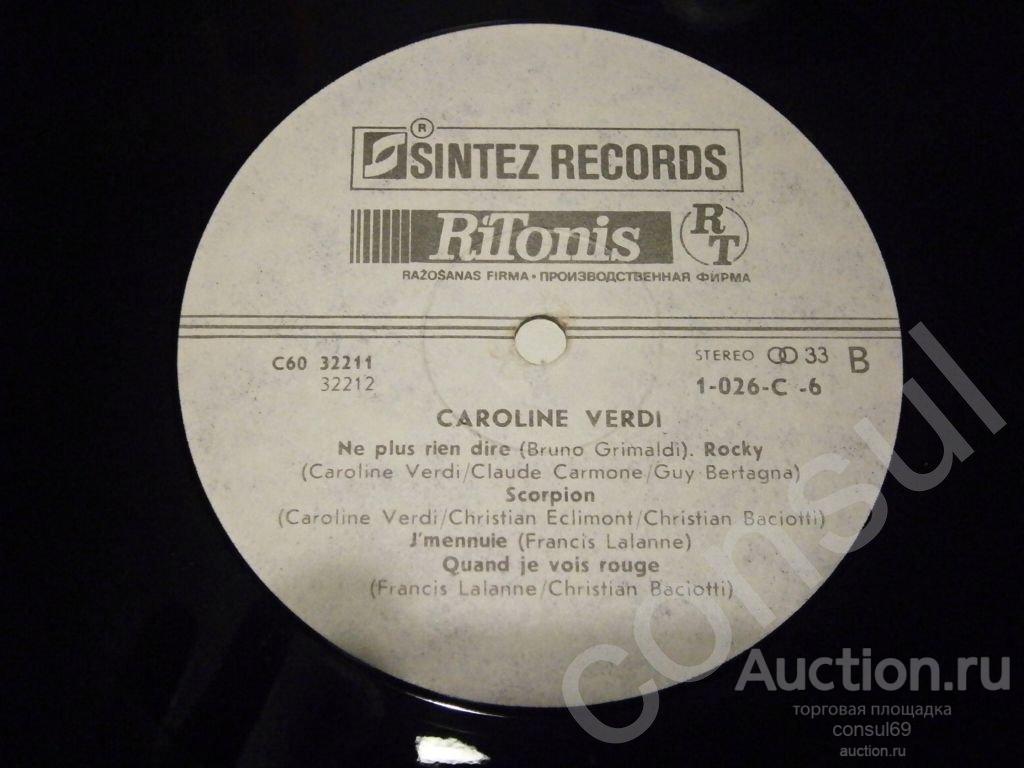 ®
SINTEZ RECORDS
RiTonis RT
RAŽOŠANAS FIRMA • ПРОИЗВОДСТВЕННАЯ ФИРМА
C60 32211
32212
STEREO 33 B
1-026-C -6
CAROLINE VERDI
Ne plus rien dire (Bruno Grimaldi). Rocky
(Caroline Verdi/Claude Carmone/Guy Bertagna)
Scorpion
(Caroline Verdi/Christian Eclimont/Christian Baciotti)
J'mennuie (Francis Lalanne)
Quand je vois rouge
(Francis Lalanne/Christian Baciotti)
consul
Auction.ru
торговая площадка
consul69
auction.ru